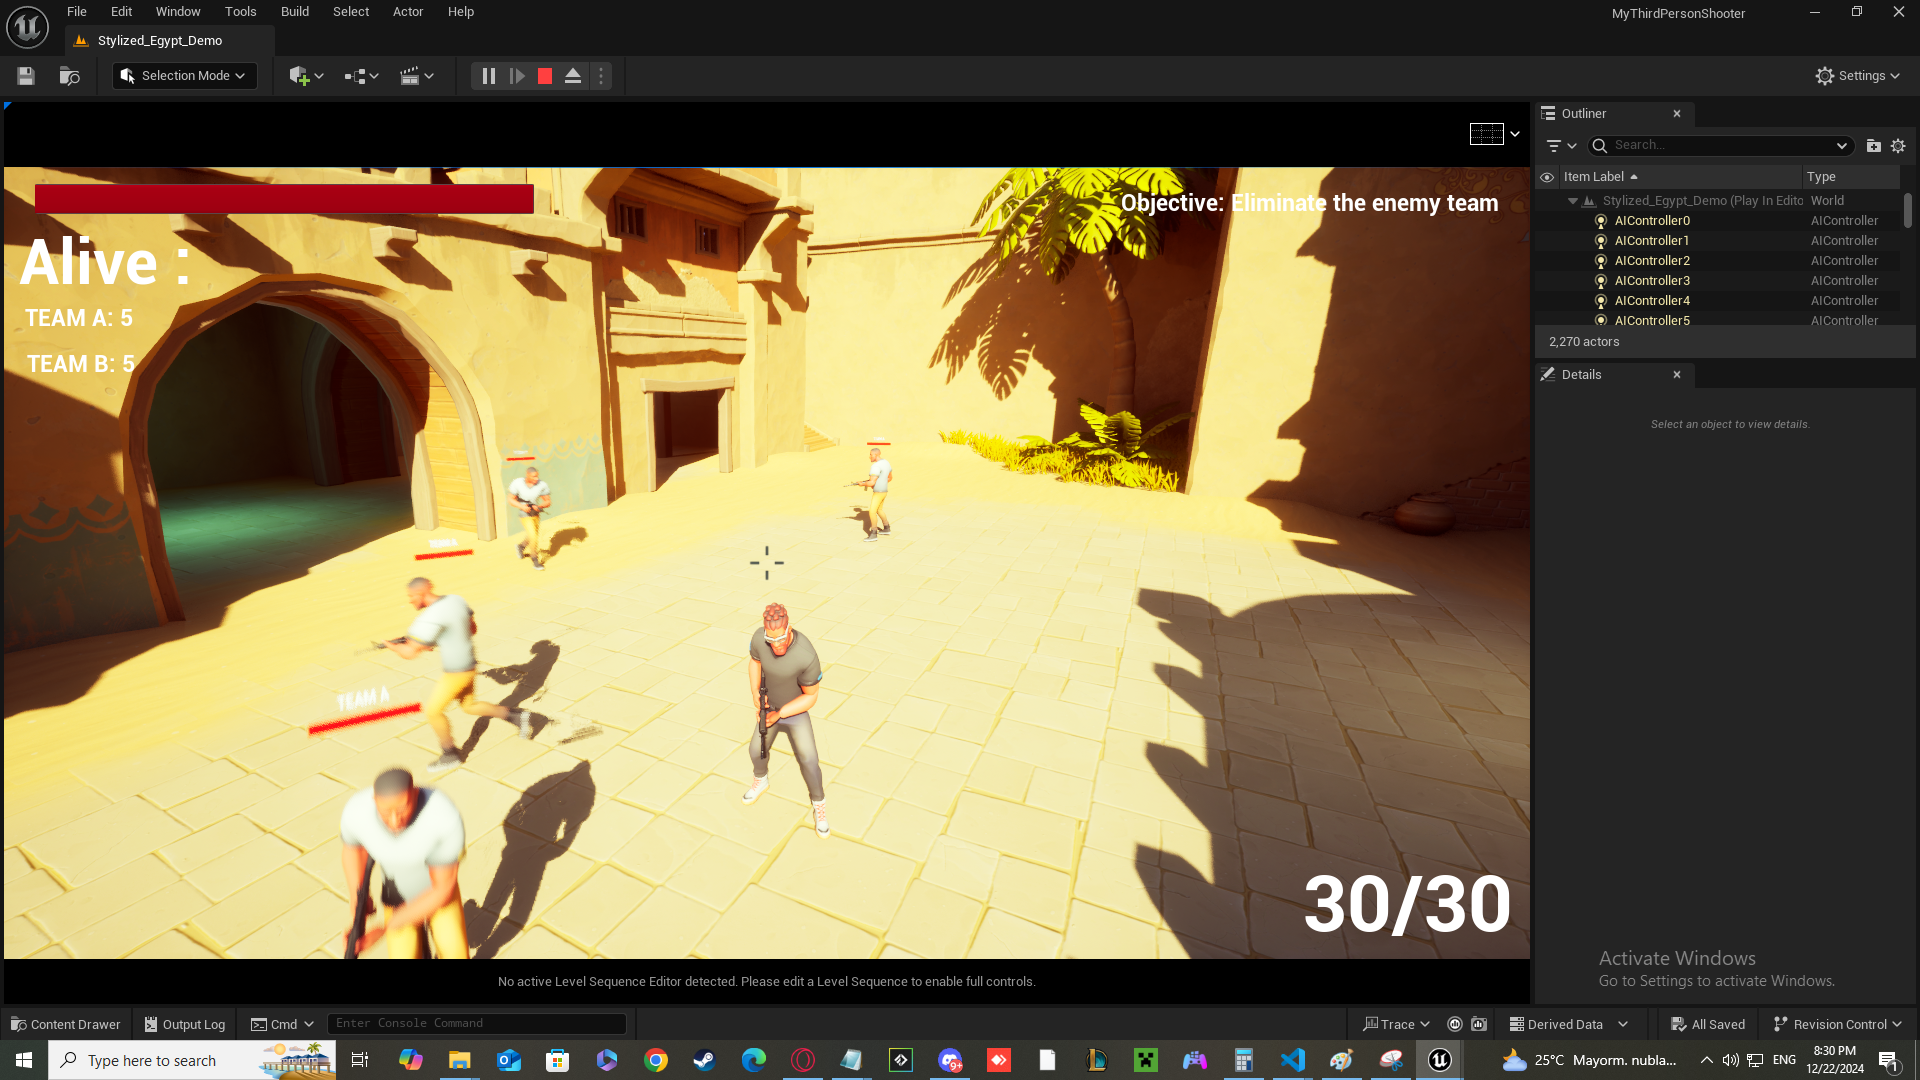 File Edit Window Tools Build Select Actor Help
MyThirdPersonShooter
Stylized_Egypt_Demo
Selection Mode
Settings
Outliner
Search...
Item Label Type
Stylized_Egypt_Demo (Play In Edito World
AIController0 AIController
AIController1 AIController
AIController2 AIController
AIController3 AIController
AIController4 AIController
AIController5 AIController
2,270 actors
Details
Select an object to view details.
Objective: Eliminate the enemy team
Alive :
TEAM A: 5
TEAM B: 5
TEAM A
TEAM A
30/30
No active Level Sequence Editor detected. Please edit a Level Sequence to enable full controls.
Activate Windows
Go to Settings to activate Windows.
Content Drawer Output Log Cmd Enter Console Command Trace Derived Data All Saved Revision Control
Type here to search
9+
25°C Mayorm. nubla...
ENG
8:30 PM
12/22/2024
1